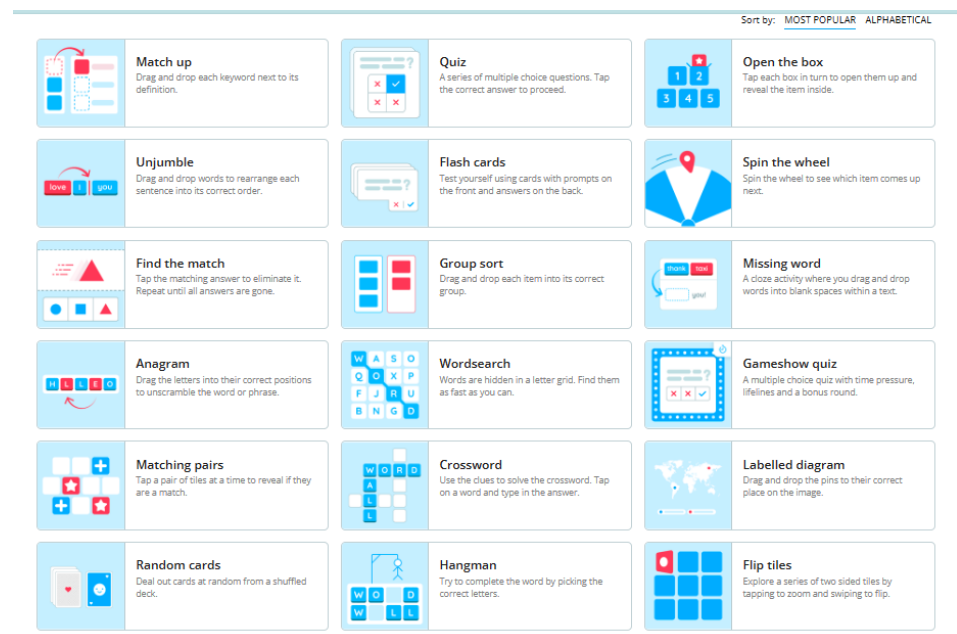 Sort by: MOST POPULAR ALPHABETICAL
Match up
Drag and drop each keyword next to its
definition.
Quiz
A series of multiple choice questions. Tap
the correct answer to proceed.
1 2
3 4 5
Open the box
Tap each box in turn to open them up and
reveal the item inside.
love I you
Unjumble
Drag and drop words to rearrange each
sentence into its correct order.
?
Flash cards
Test yourself using cards with prompts on
the front and answers on the back.
Spin the wheel
Spin the wheel to see which item comes up
next.
Find the match
Tap the matching answer to eliminate it.
Repeat until all answers are gone.
Group sort
Drag and drop each item into its correct
group.
thank taxi
you!
Missing word
A cloze activity where you drag and drop
words into blank spaces within a text.
H L L E O
Anagram
Drag the letters into their correct positions
to unscramble the word or phrase.
W A S O
Q O X P
F J R U
B N G D
Wordsearch
Words are hidden in a letter grid. Find them
as fast as you can.
?
Gameshow quiz
A multiple choice quiz with time pressure,
lifelines and a bonus round.
Matching pairs
Tap a pair of tiles at a time to reveal if they
are a match.
W O R D
A
L
L
Crossword
Use the clues to solve the crossword. Tap
on a word and type in the answer.
Labelled diagram
Drag and drop the pins to their correct
place on the image.
Random cards
Deal out cards at random from a shuffled
deck.
W O D
W L L
Hangman
Try to complete the word by picking the
correct letters.
Flip tiles
Explore a series of two sided tiles by
tapping to zoom and swiping to flip.